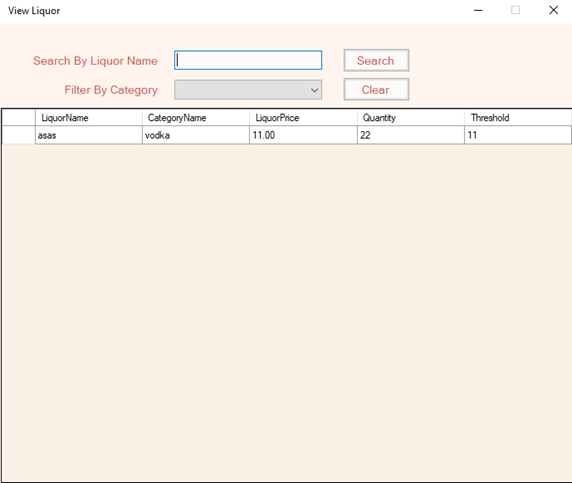 View Liquor
Search By Liquor Name Search
Filter By Category Clear
LiquorName CategoryName LiquorPrice Quantity Threshold
asas vodka 11.00 22 11